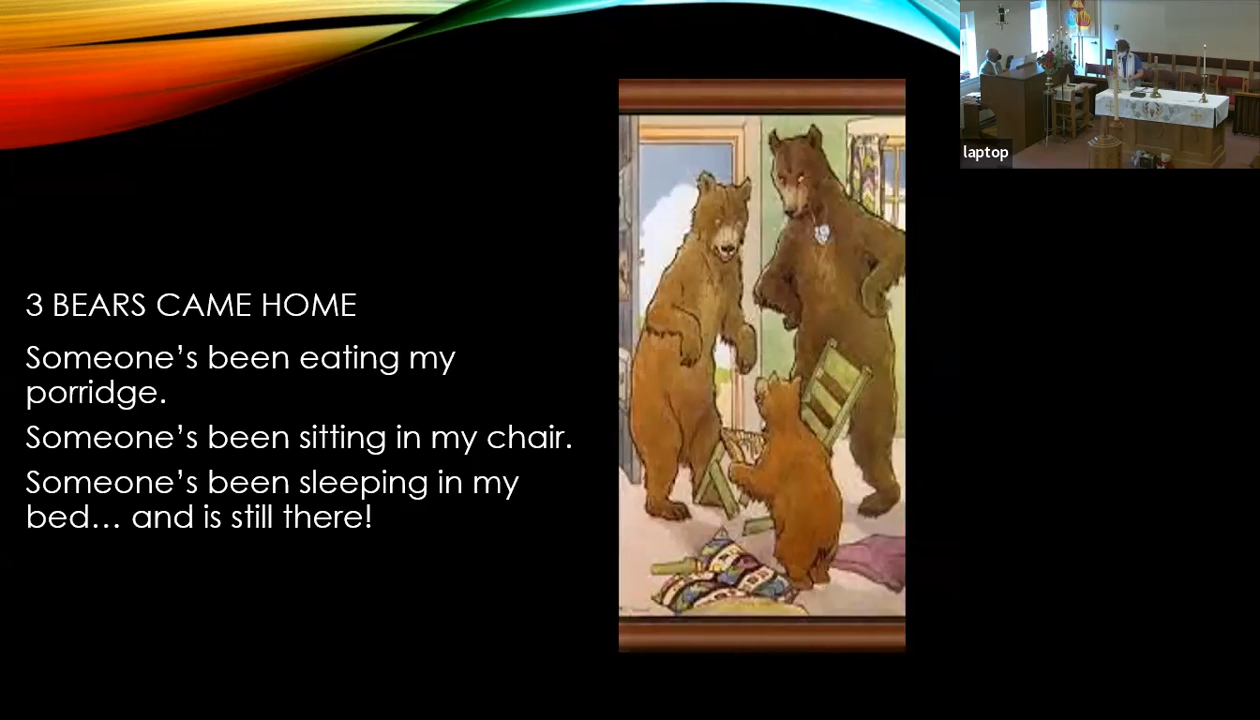 laptop
3 BEARS CAME HOME
Someone’s been eating my
porridge.
Someone’s been sitting in my chair.
Someone’s been sleeping in my
bed… and is still there!